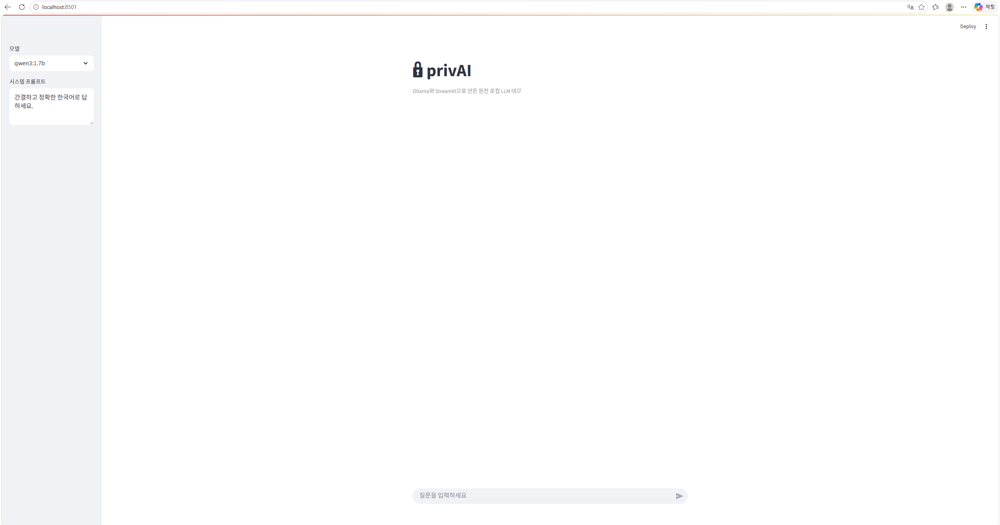 localhost:8501
채팅
Deploy
모델
qwen3:1.7b
시스템 프롬프트
간결하고 정확한 한국어로 답
하세요.
privAI
Ollama와 Streamlit으로 만든 완전 로컬 LLM 데모
질문을 입력하세요